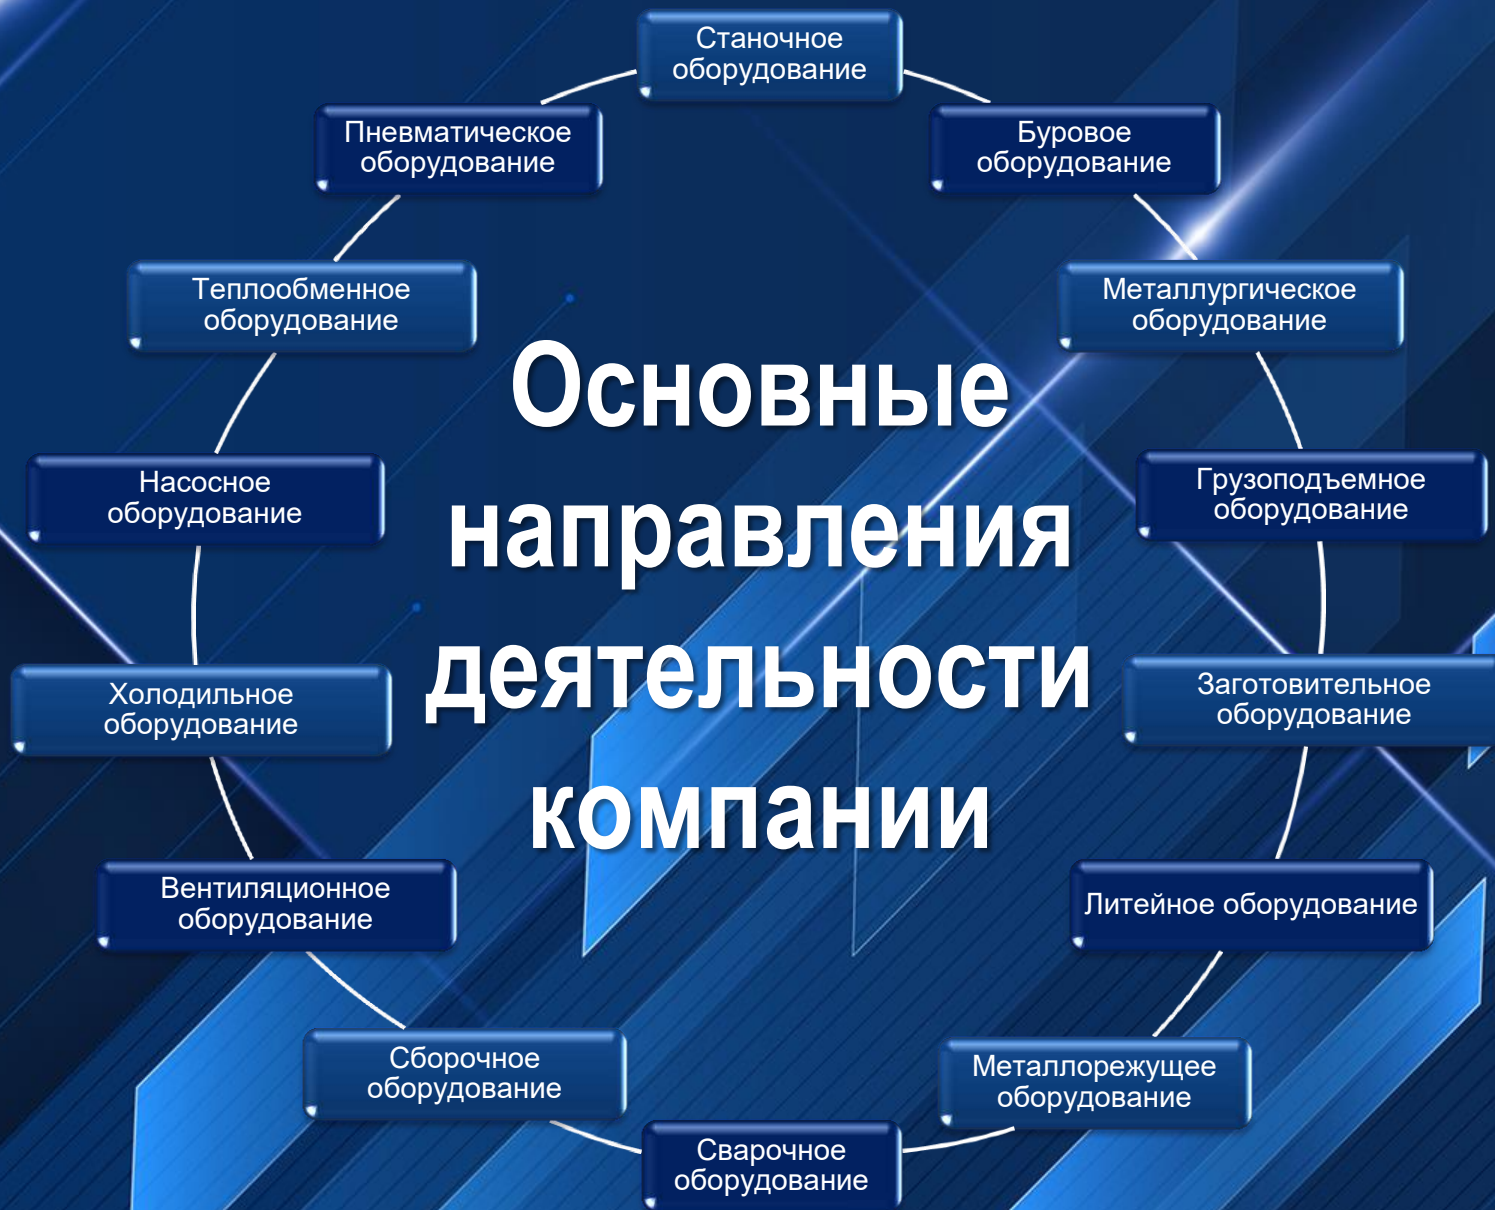 Станочное
оборудование
Буровое
оборудование
Металлургическое
оборудование
Грузоподъемное
оборудование
Заготовительное
оборудование
Литейное оборудование
Металлорежущее
оборудование
Сварочное
оборудование
Сборочное
оборудование
Вентиляционное
оборудование
Холодильное
оборудование
Насосное
оборудование
Теплообменное
оборудование
Пневматическое
оборудование
Основные
направления
деятельности
компании